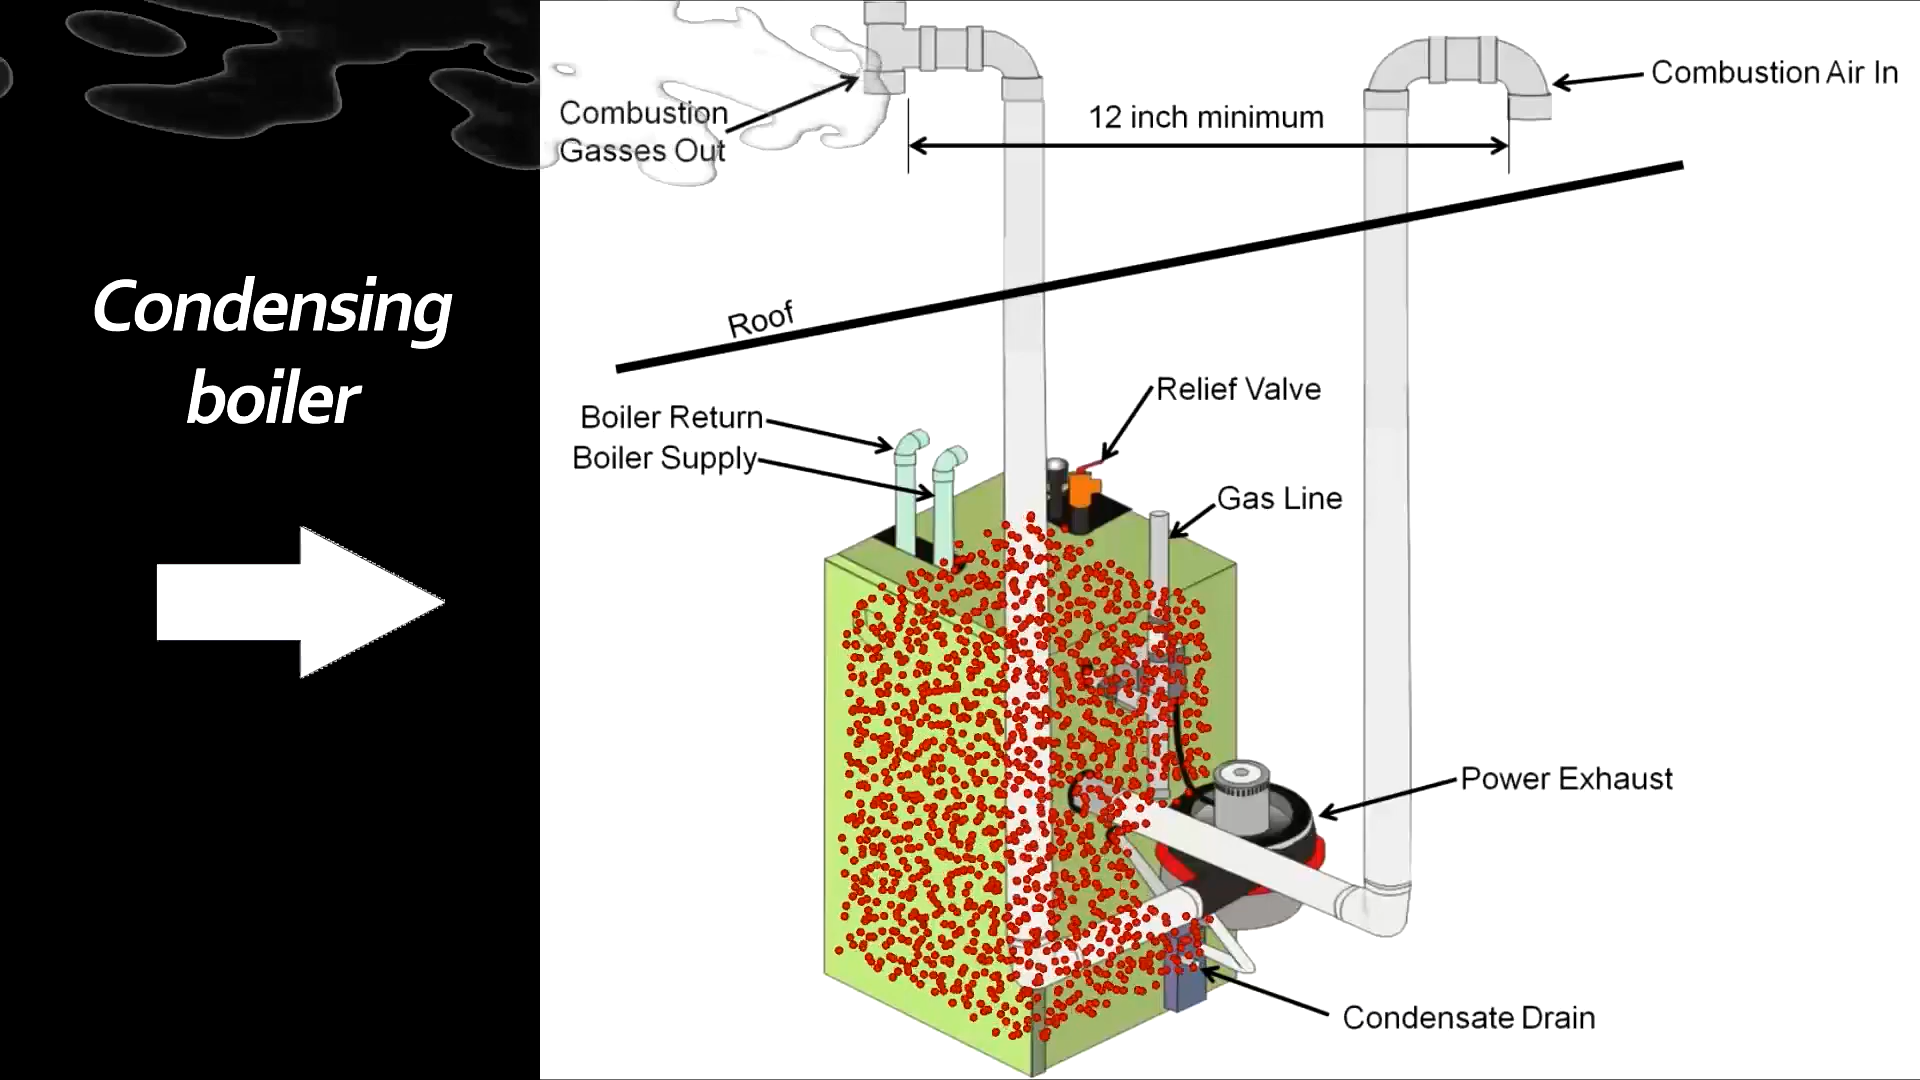 Condensing
boiler
Combustion
Gasses Out
12 inch minimum
Combustion Air In
Roof
Boiler Return
Boiler Supply
Relief Valve
Gas Line
Power Exhaust
Condensate Drain